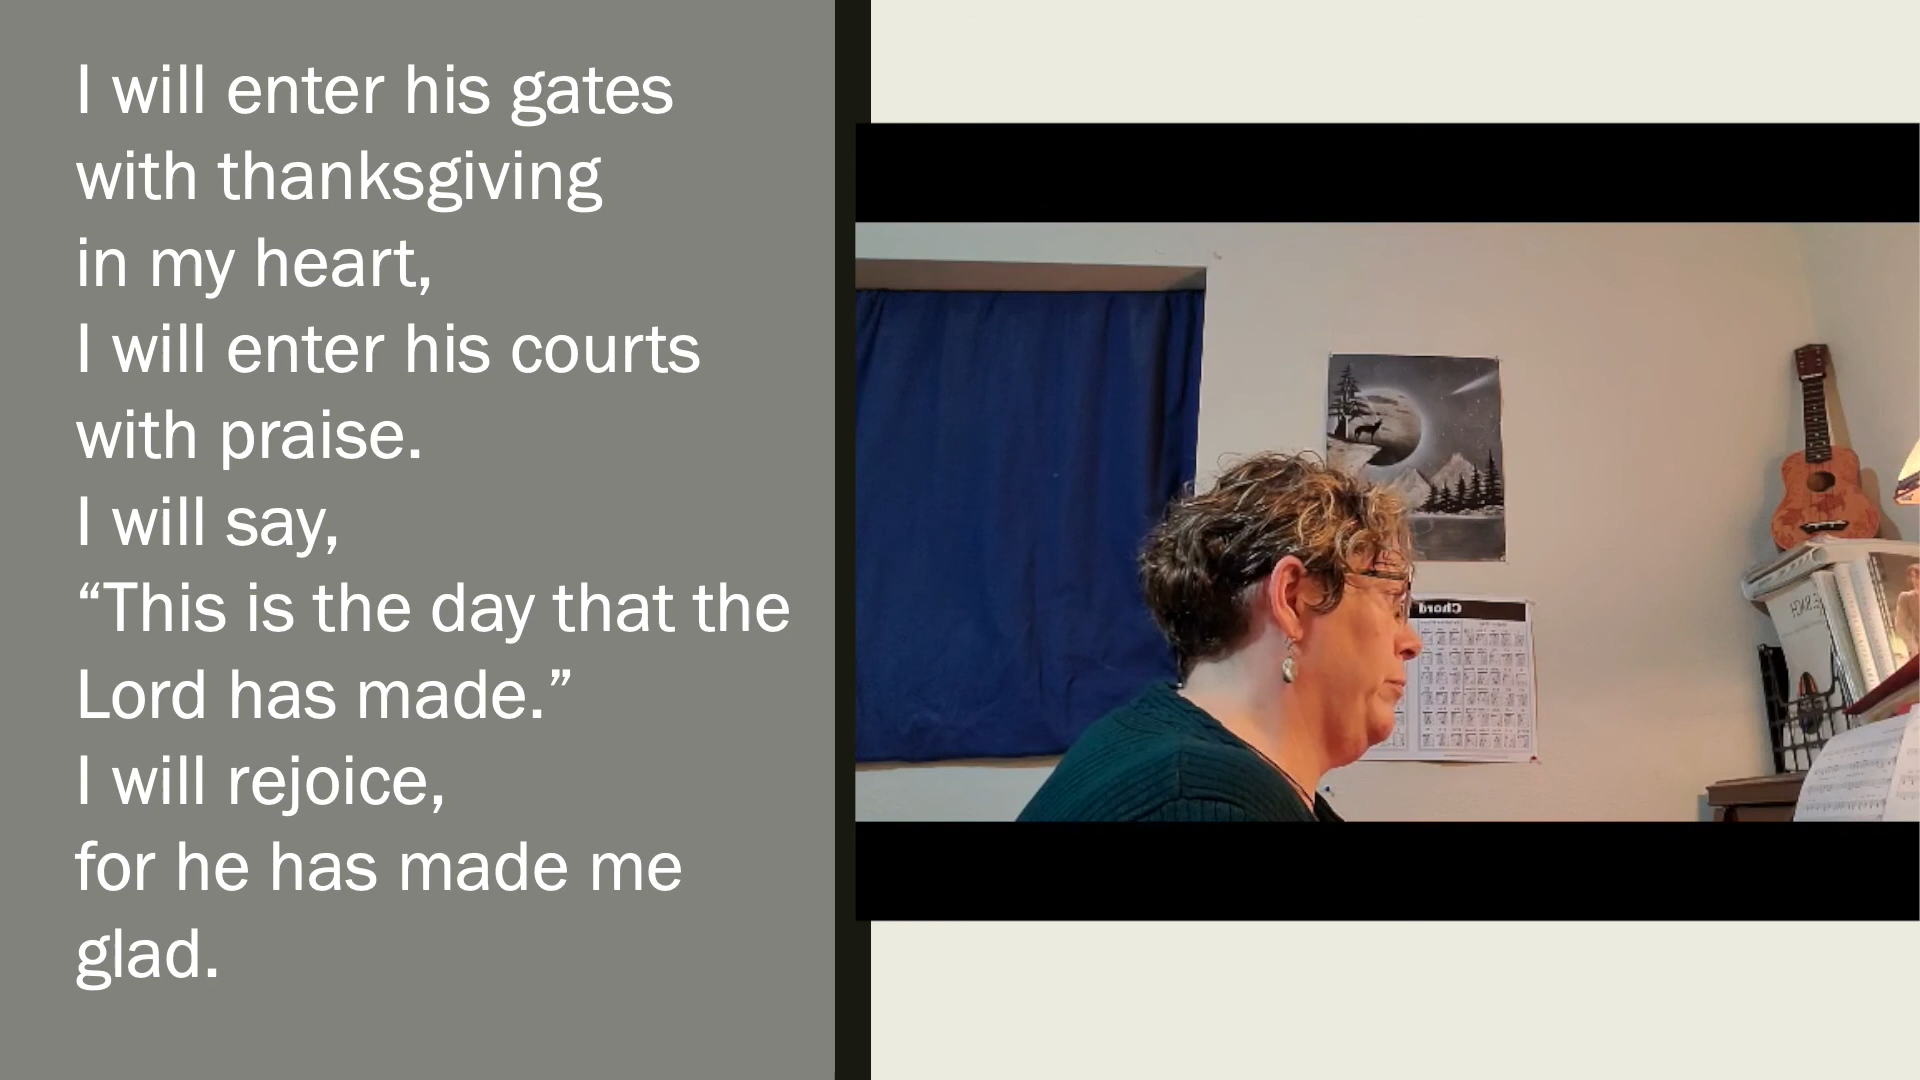 I will enter his gates
with thanksgiving
in my heart,
I will enter his courts
with praise.
I will say,
“This is the day that the
Lord has made.”
I will rejoice,
for he has made me
glad.
Chord